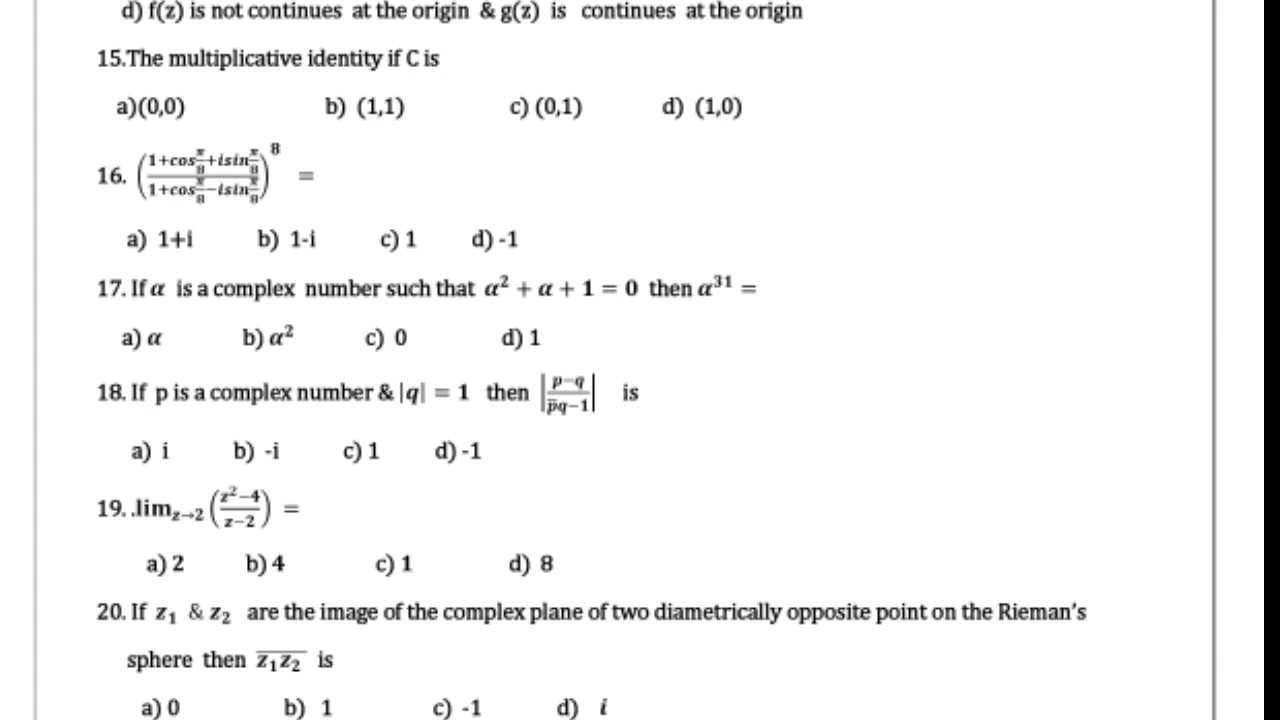 d) f(z) is not continues at the origin & g(z) is continues at the origin
15.The multiplicative identity if C is
a)(0,0) b) (1,1) c) (0,1) d) (1,0)
16. ((1+cos π/8 + isin π/8)/(1+cos π/8 − isin π/8))^8 =
a) 1+i b) 1-i c) 1 d) -1
17. If α is a complex number such that α² + α + 1 = 0 then α³¹ =
a) α b) α² c) 0 d) 1
18. If p is a complex number & |q| = 1 then |(p−q)/(p̅q−1)| is
a) i b) -i c) 1 d) -1
19. .lim_{z→2} ((z²−4)/(z−2)) =
a) 2 b) 4 c) 1 d) 8
20. If z₁ & z₂ are the image of the complex plane of two diametrically opposite point on the Rieman's
sphere then \overline{z₁z₂} is
a) 0 b) 1 c) -1 d) i